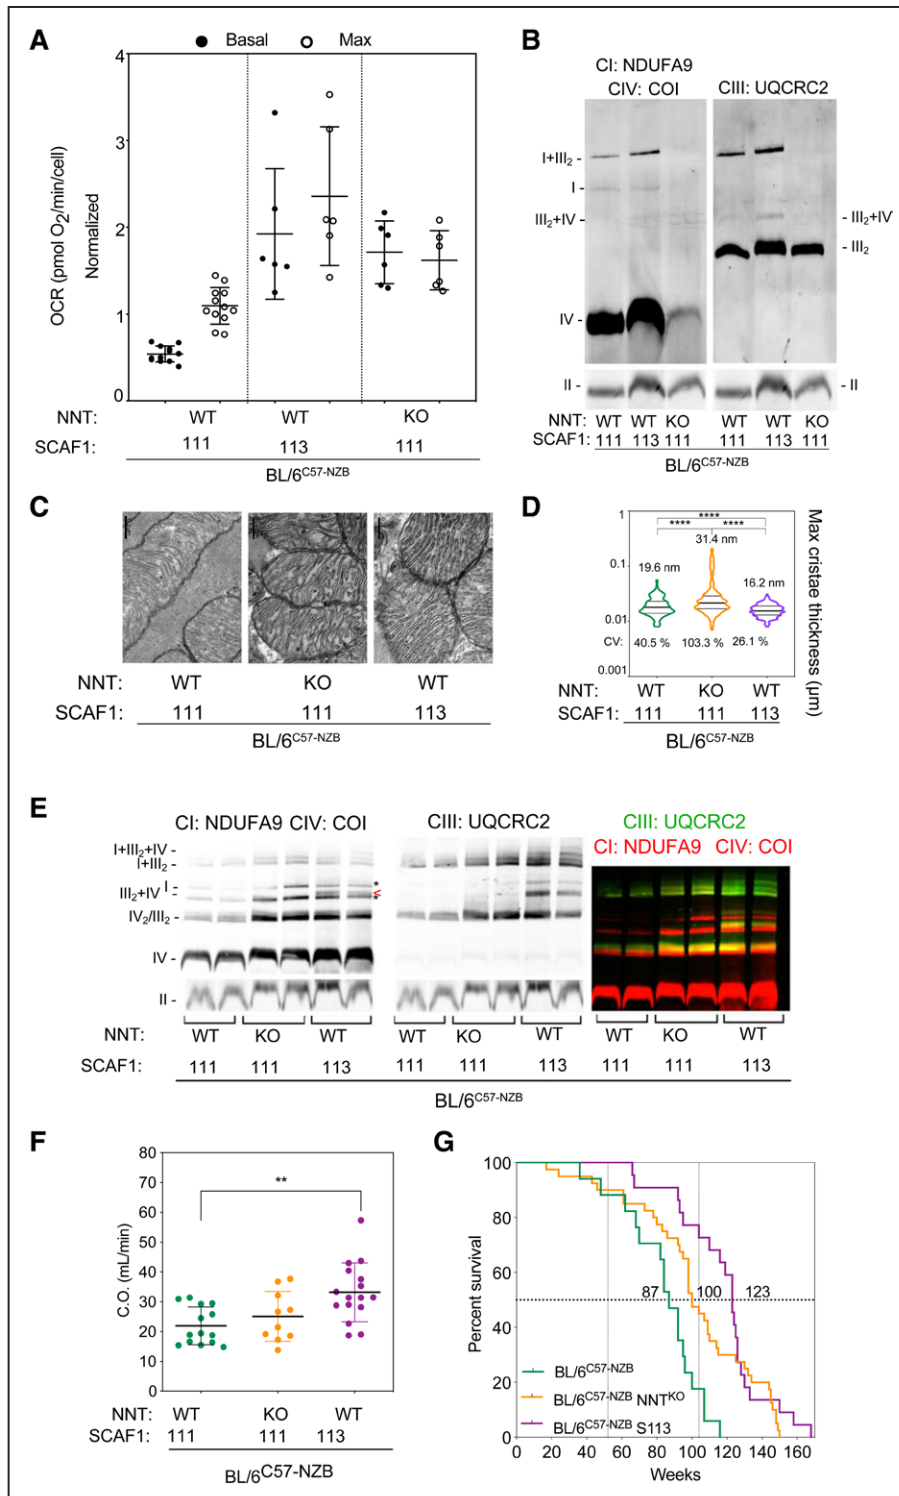 A
● Basal ○ Max
OCR (pmol O2/min/cell)
Normalized
4
3
2
1
0
NNT: WT WT KO
SCAF1: 111 113 111
BL/6C57-NZB
B
CI: NDUFA9
CIV: COI
CIII: UQCRC2
I+III2 -
I -
III2+IV -
IV -
II -
- III2+IV
- III2
- II
NNT: WT WT KO WT WT KO
SCAF1: 111 113 111 111 113 111
BL/6C57-NZB
C
NNT: WT KO WT
SCAF1: 111 111 113
BL/6C57-NZB
D
Max cristae thickness (μm)
1
0.1
0.01
0.001
****
**** ****
31.4 nm
19.6 nm
16.2 nm
CV:
40.5 % 103.3 % 26.1 %
NNT: WT KO WT
SCAF1: 111 111 113
BL/6C57-NZB
E
CI: NDUFA9 CIV: COI
CIII: UQCRC2
CIII: UQCRC2
CI: NDUFA9 CIV: COI
I+III2+IV -
I+III2 -
I -
III2+IV -
IV2/III2 -
IV -
II -
*
<
*
NNT: WT KO WT WT KO WT WT KO WT
SCAF1: 111 111 113 111 111 113 111 111 113
BL/6C57-NZB
F
C.O. (mL/min)
80
70
60
50
40
30
20
10
0
**
NNT: WT KO WT
SCAF1: 111 111 113
BL/6C57-NZB
G
Percent survival
100
80
60
40
20
0
87 100 123
BL/6C57-NZB
BL/6C57-NZB NNTKO
BL/6C57-NZB S113
0 20 40 60 80 100 120 140 160
Weeks